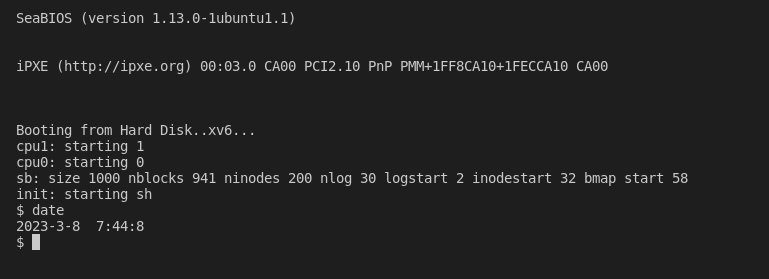 SeaBIOS (version 1.13.0-1ubuntu1.1)
iPXE (http://ipxe.org) 00:03.0 CA00 PCI2.10 PnP PMM+1FF8CA10+1FECCA10 CA00
Booting from Hard Disk..xv6...
cpu1: starting 1
cpu0: starting 0
sb: size 1000 nblocks 941 ninodes 200 nlog 30 logstart 2 inodestart 32 bmap start 58
init: starting sh
$ date
2023-3-8  7:44:8
$